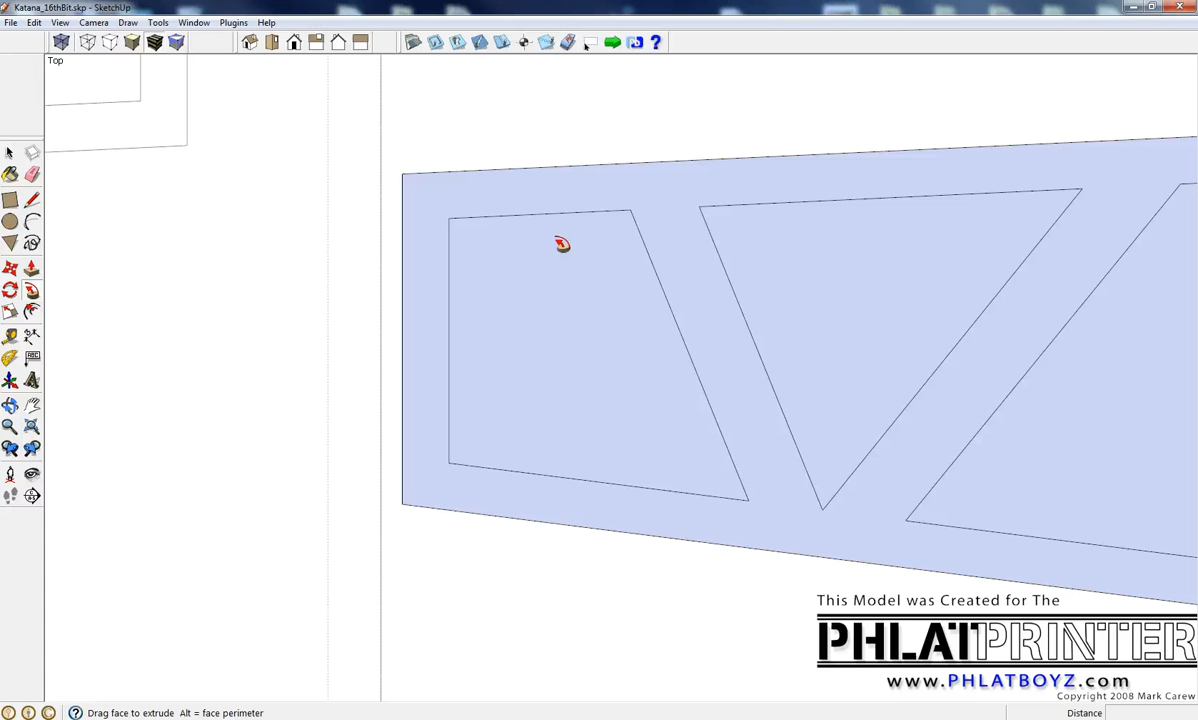 Katana_16thBit.skp - SketchUp
File Edit View Camera Draw Tools Window Plugins Help
Top
ABC
This Model was Created for The
PHLATPRINTER
www.PHLATBOYZ.com
Copyright 2008 Mark Carew
Drag face to extrude Alt = face perimeter
Distance